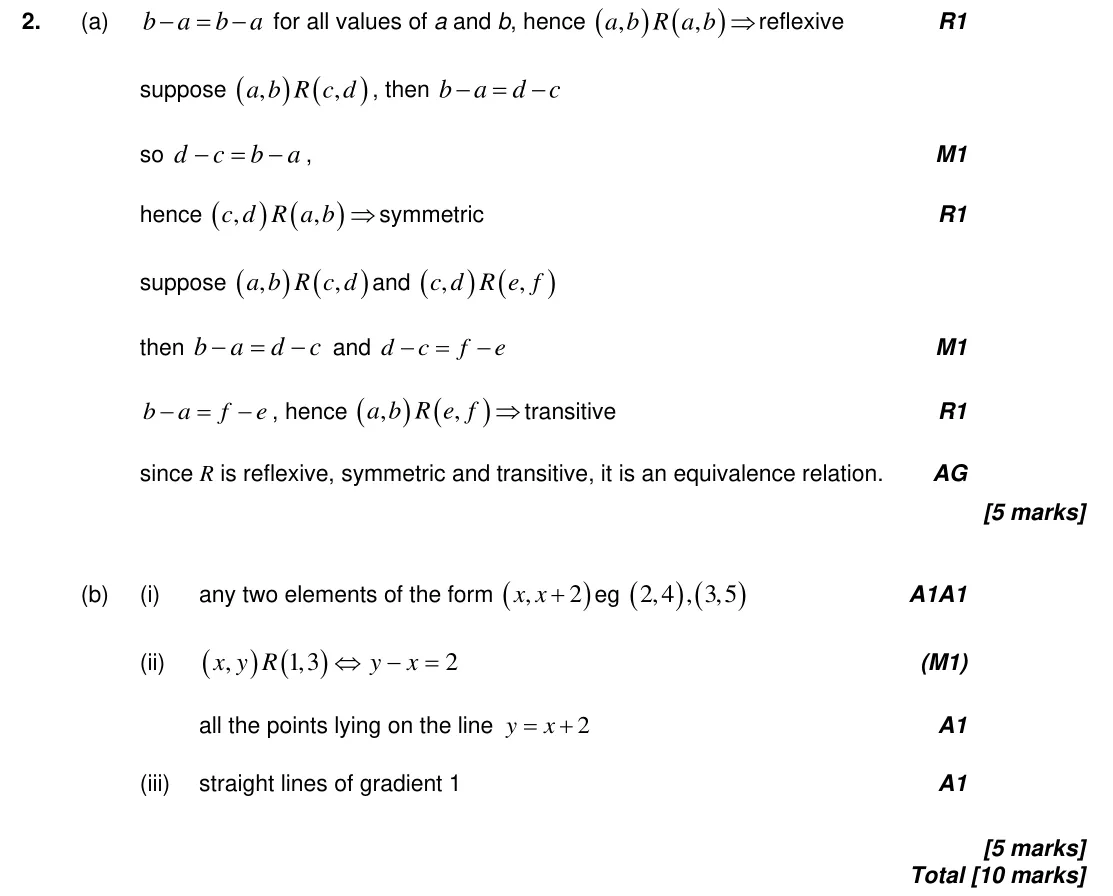 2. (a) b − a = b − a for all values of a and b, hence (a,b)R(a,b) ⇒ reflexive R1
suppose (a,b)R(c,d), then b − a = d − c
so d − c = b − a, M1
hence (c,d)R(a,b) ⇒ symmetric R1
suppose (a,b)R(c,d) and (c,d)R(e,f)
then b − a = d − c and d − c = f − e M1
b − a = f − e, hence (a,b)R(e,f) ⇒ transitive R1
since R is reflexive, symmetric and transitive, it is an equivalence relation. AG
[5 marks]
(b) (i) any two elements of the form (x, x + 2) eg (2,4),(3,5) A1A1
(ii) (x, y)R(1,3) ⇔ y − x = 2 (M1)
all the points lying on the line y = x + 2 A1
(iii) straight lines of gradient 1 A1
[5 marks]
Total [10 marks]